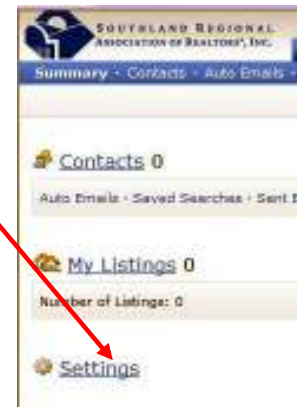 SOUTHLAND REGIONAL
ASSOCIATION OF REALTORS®, INC.
Summary · Contacts · Auto Emails ·
Contacts 0
Auto Emails · Saved Searches · Sent E
My Listings 0
Number of Listings: 0
Settings